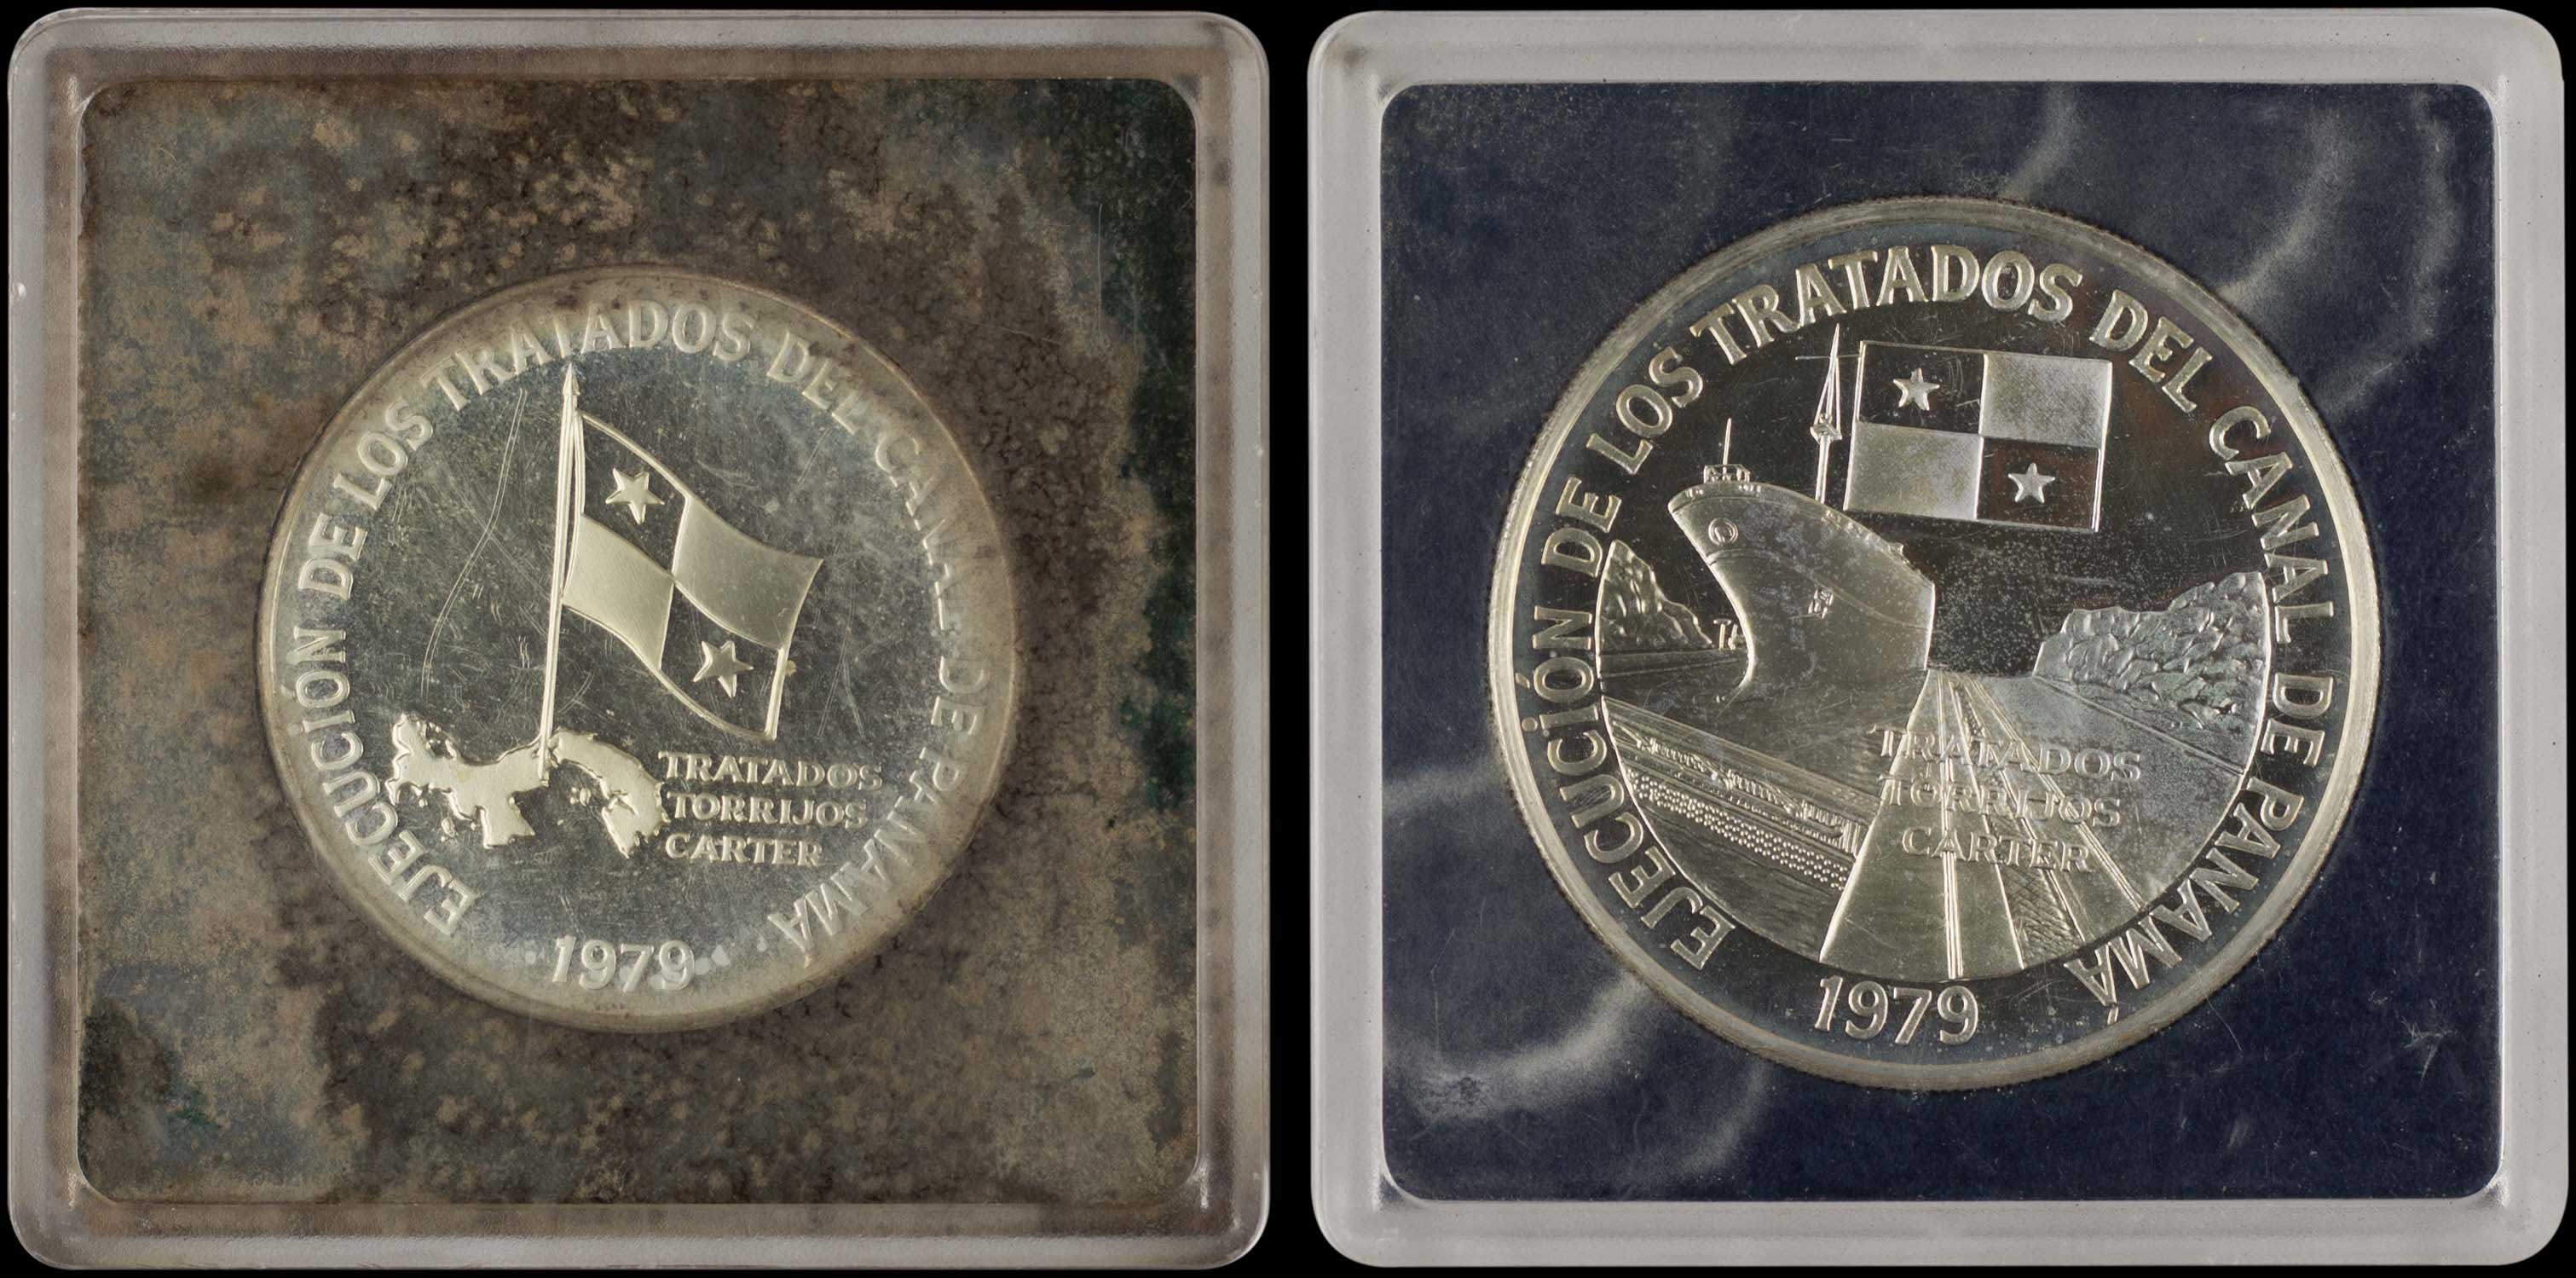 EJECUCIÓN DE LOS TRATADOS DEL CANAL DE PANAMÁ
TRATADOS
TORRIJOS
CARTER
1979
EJECUCIÓN DE LOS TRATADOS DEL CANAL DE PANAMÁ
TRATADOS
TORRIJOS
CARTER
1979